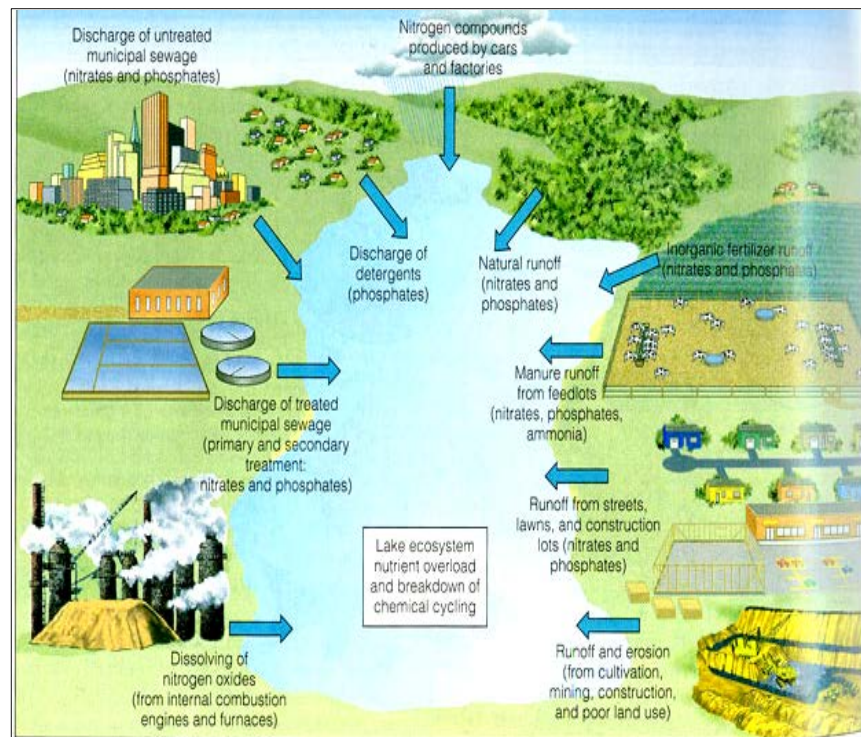 Discharge of untreated
municipal sewage
(nitrates and phosphates)
Nitrogen compounds
produced by cars
and factories
Discharge of
detergents
(phosphates)
Natural runoff
(nitrates and
phosphates)
Inorganic fertilizer runoff
(nitrates and phosphates)
Discharge of treated
municipal sewage
(primary and secondary
treatment:
nitrates and phosphates)
Manure runoff
from feedlots
(nitrates, phosphates,
ammonia)
Runoff from streets,
lawns, and construction
lots (nitrates and
phosphates)
Lake ecosystem
nutrient overload
and breakdown of
chemical cycling
Dissolving of
nitrogen oxides
(from internal combustion
engines and furnaces)
Runoff and erosion
(from cultivation,
mining, construction,
and poor land use)